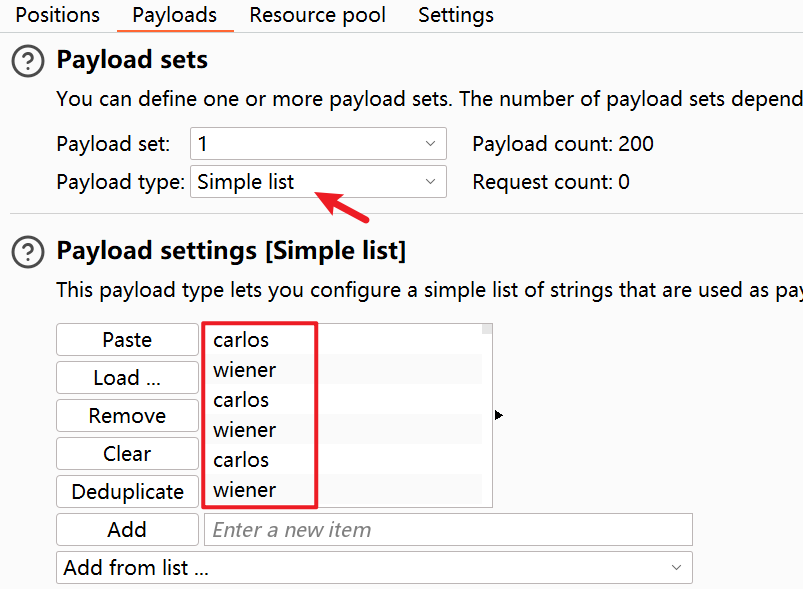 Positions Payloads Resource pool Settings
Payload sets
You can define one or more payload sets. The number of payload sets depend
Payload set: 1 Payload count: 200
Payload type: Simple list Request count: 0
Payload settings [Simple list]
This payload type lets you configure a simple list of strings that are used as pay
Paste
Load ...
Remove
Clear
Deduplicate
carlos
wiener
carlos
wiener
carlos
wiener
Add Enter a new item
Add from list ...